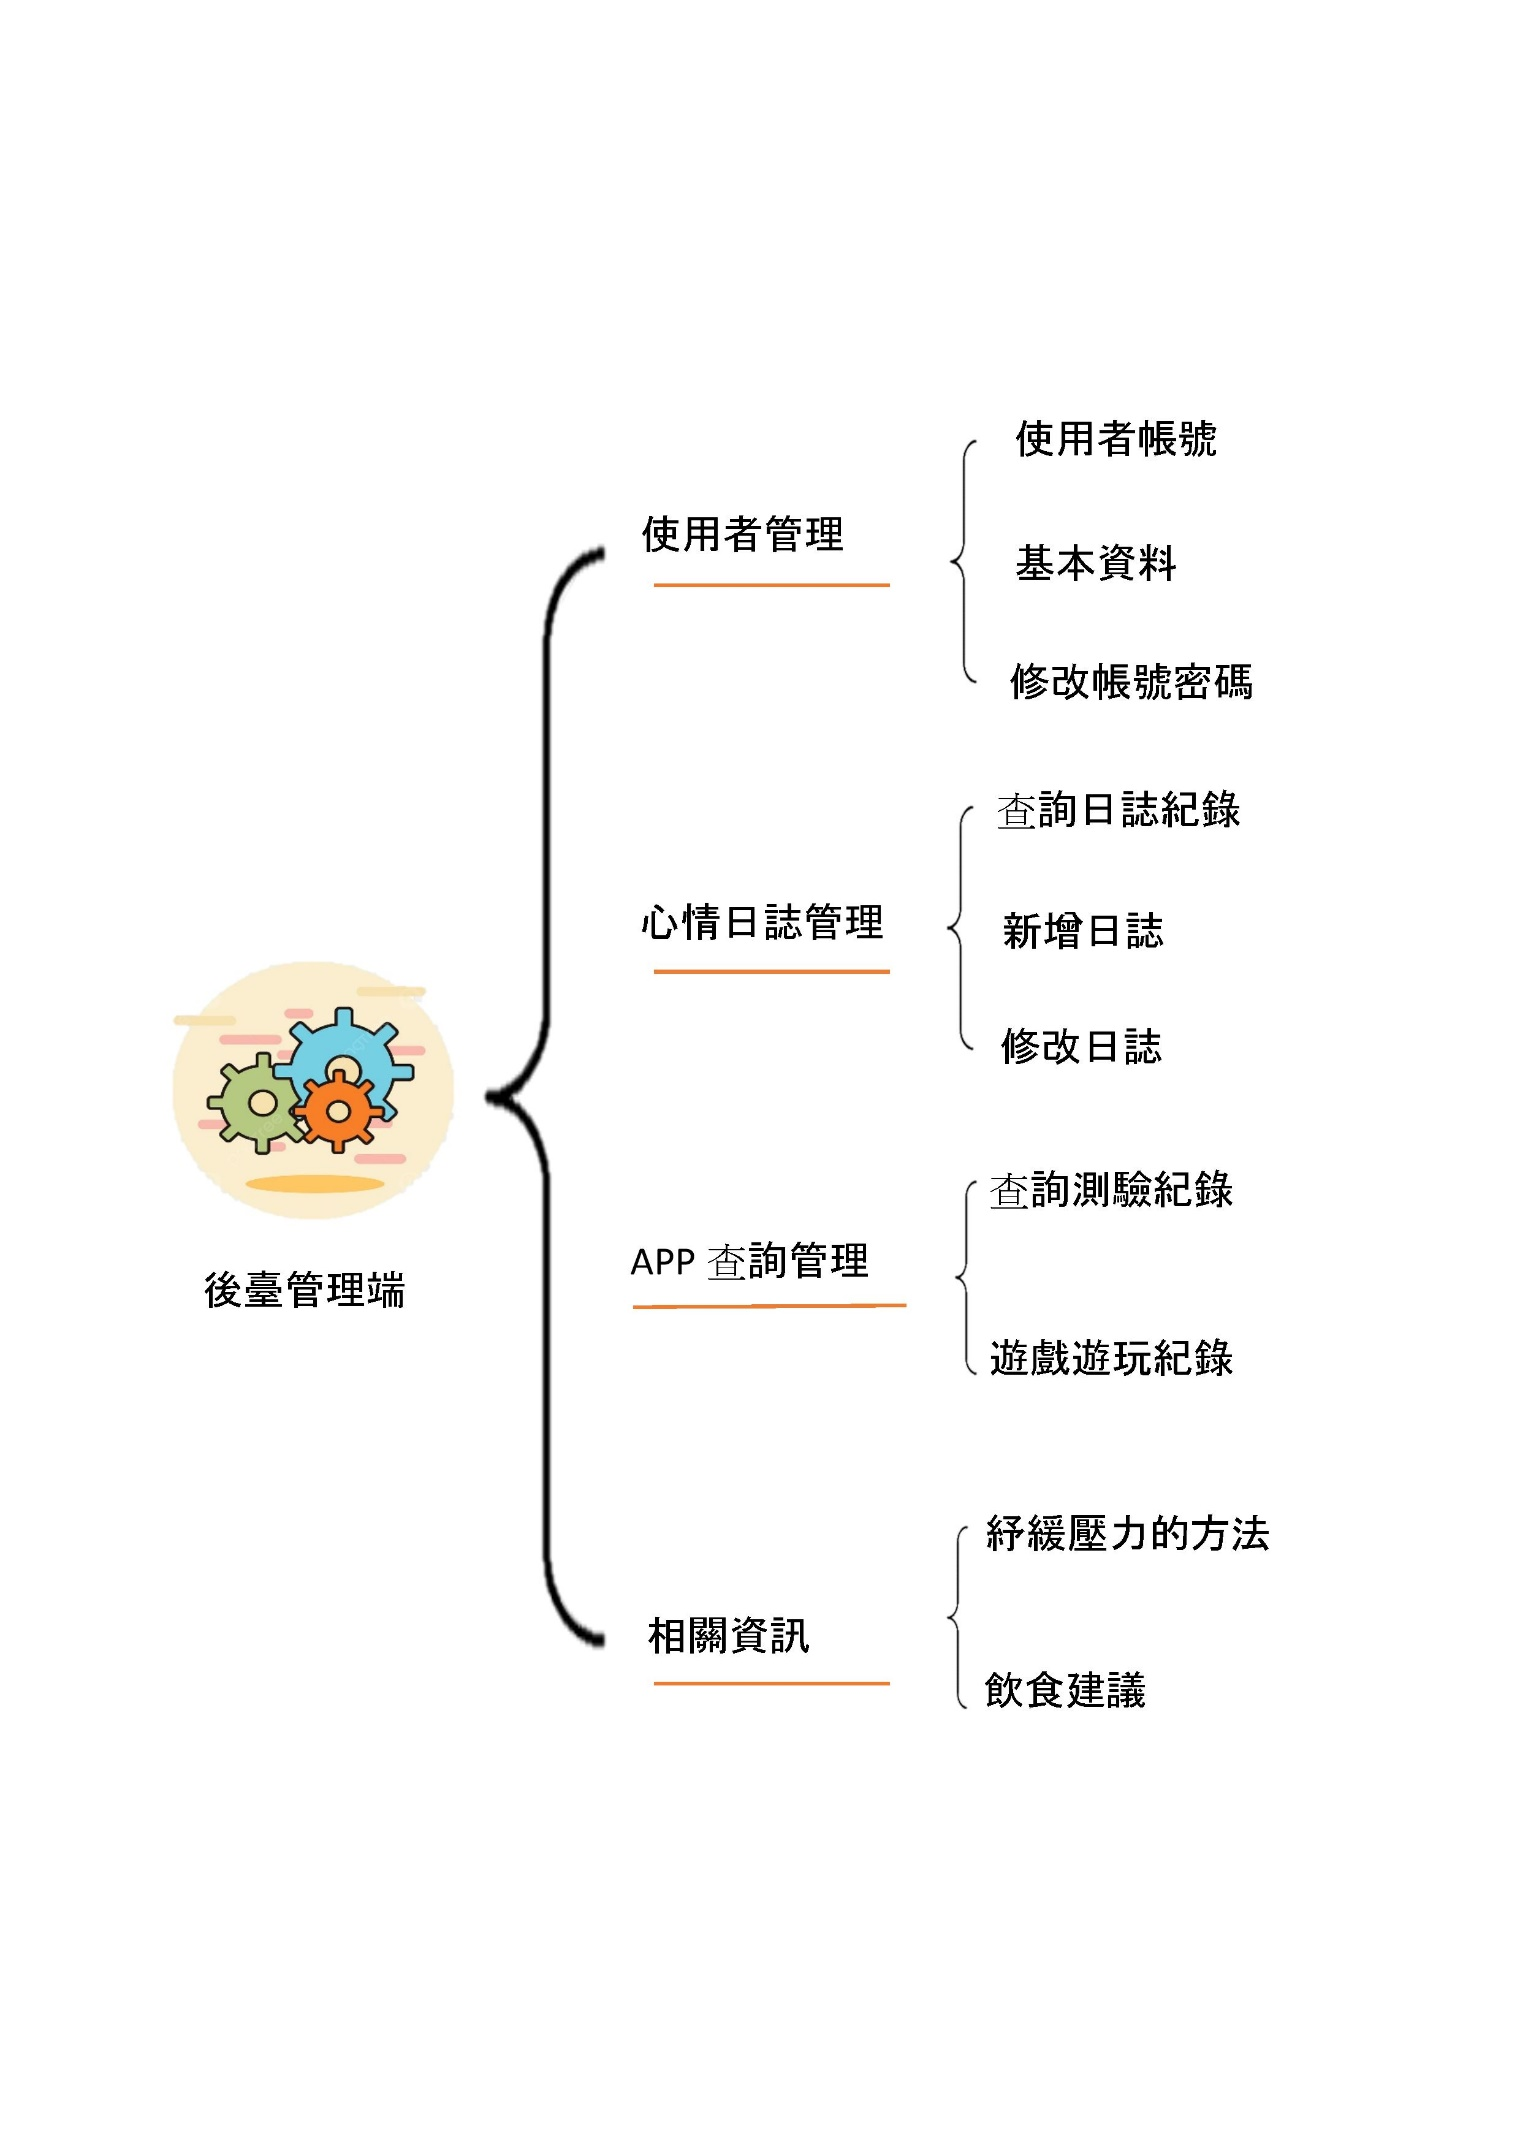 使用者帳號
使用者管理
基本資料
修改帳號密碼
查詢日誌紀錄
心情日誌管理
新增日誌
修改日誌
查詢測驗紀錄
APP 查詢管理
後臺管理端
遊戲遊玩紀錄
紓緩壓力的方法
相關資訊
飲食建議